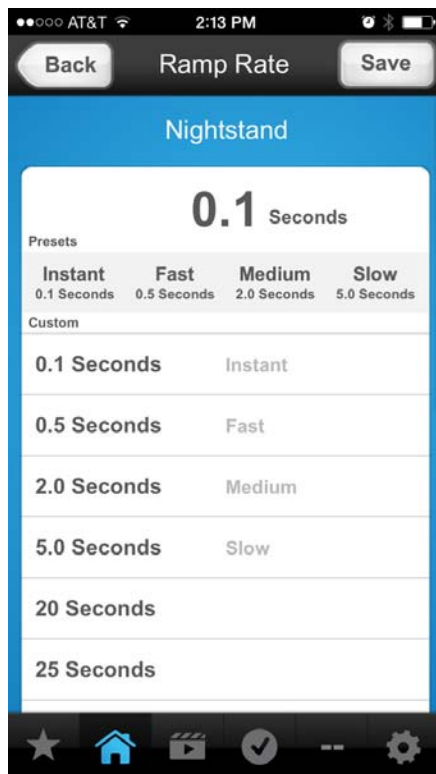 AT&T 2:13 PM
Back Ramp Rate Save
Nightstand
0.1 Seconds
Presets
Instant Fast Medium Slow
0.1 Seconds 0.5 Seconds 2.0 Seconds 5.0 Seconds
Custom
0.1 Seconds Instant
0.5 Seconds Fast
2.0 Seconds Medium
5.0 Seconds Slow
20 Seconds
25 Seconds
--